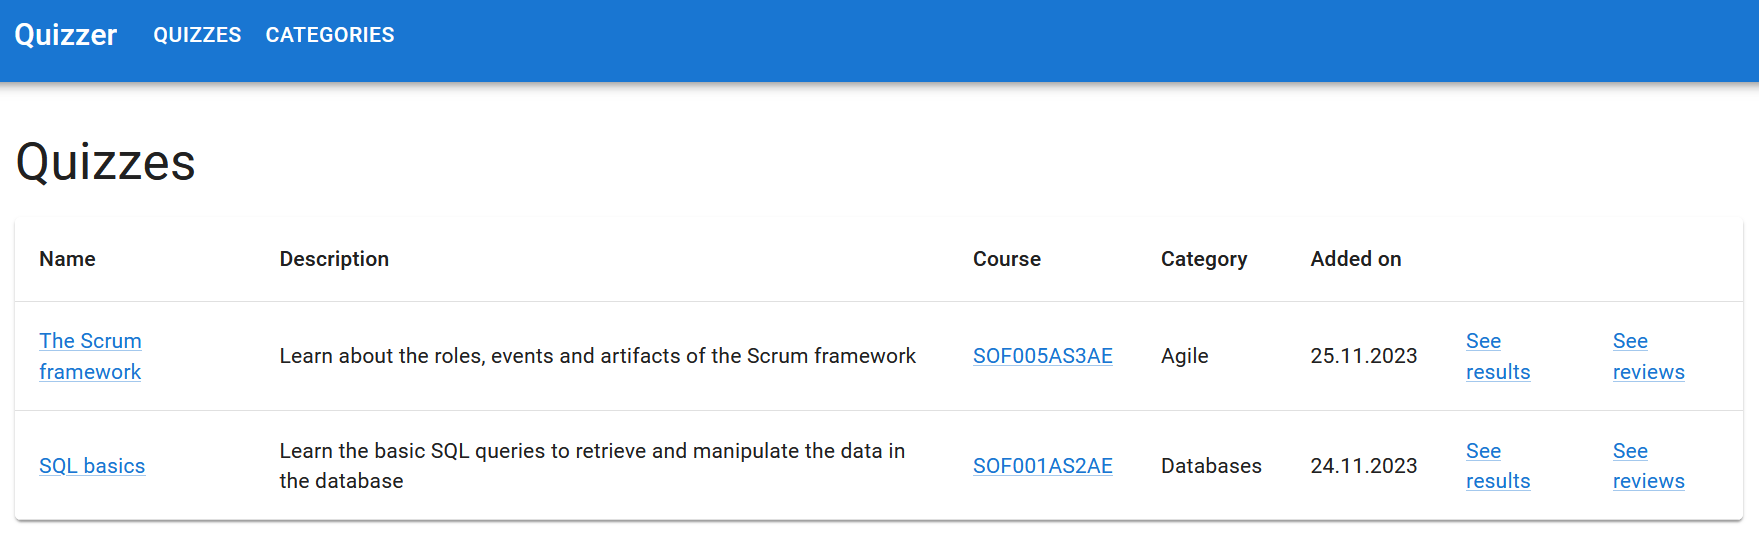 Quizzer QUIZZES CATEGORIES
Quizzes
Name Description Course Category Added on
The Scrum framework Learn about the roles, events and artifacts of the Scrum framework SOF005AS3AE Agile 25.11.2023 See results See reviews
SQL basics Learn the basic SQL queries to retrieve and manipulate the data in the database SOF001AS2AE Databases 24.11.2023 See results See reviews